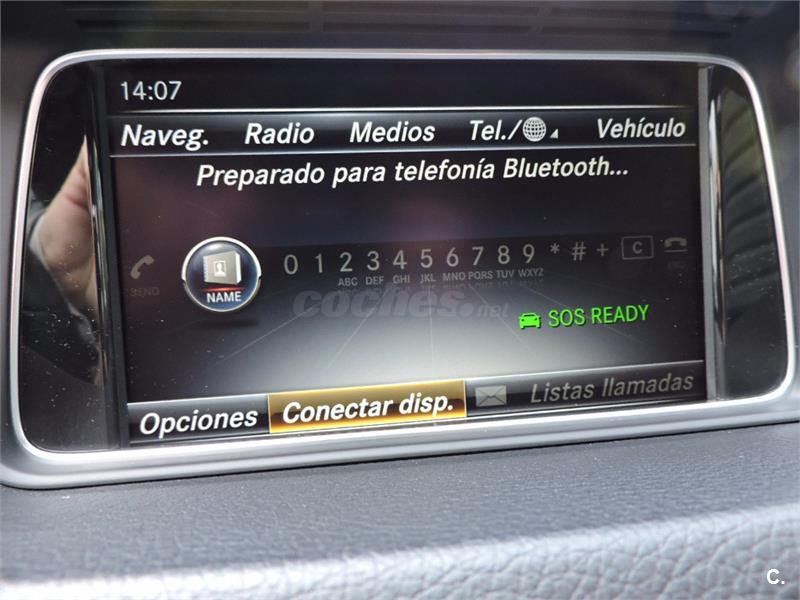 14:07
Naveg. Radio Medios Tel./ Vehículo
Preparado para telefonía Bluetooth...
0 1 2 3 4 5 6 7 8 9 * # + C
ABC DEF GHI JKL MNO PQRS TUV WXYZ
SEND
NAME
coches.net
SOS READY
Opciones Conectar disp. Listas llamadas
C.